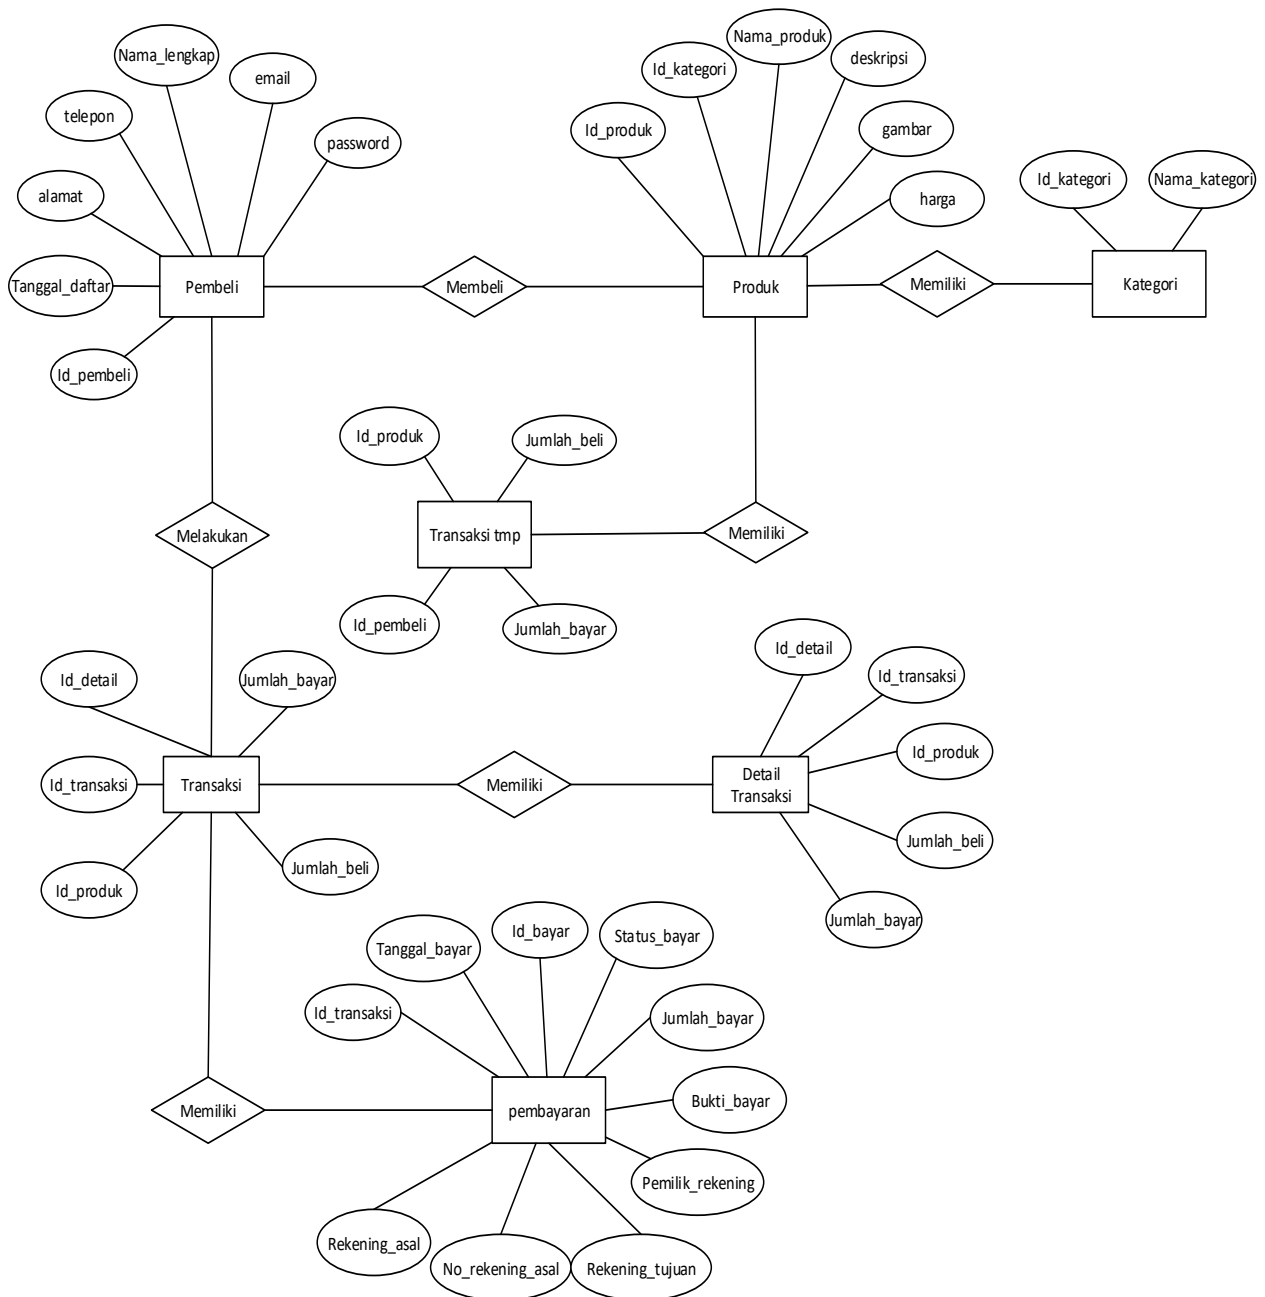 Nama_lengkap
email
telepon
password
alamat
Tanggal_daftar
Id_pembeli
Pembeli
Membeli
Nama_produk
Id_kategori
deskripsi
Id_produk
gambar
harga
Produk
Memiliki
Id_kategori
Nama_kategori
Kategori
Id_produk
Jumlah_beli
Transaksi tmp
Memiliki
Id_pembeli
Jumlah_bayar
Melakukan
Id_detail
Jumlah_bayar
Id_transaksi
Transaksi
Id_produk
Jumlah_beli
Memiliki
Id_detail
Id_transaksi
Id_produk
Detail
Transaksi
Jumlah_beli
Jumlah_bayar
Id_bayar
Status_bayar
Tanggal_bayar
Id_transaksi
Jumlah_bayar
Bukti_bayar
Memiliki
pembayaran
Pemilik_rekening
Rekening_asal
No_rekening_asal
Rekening_tujuan